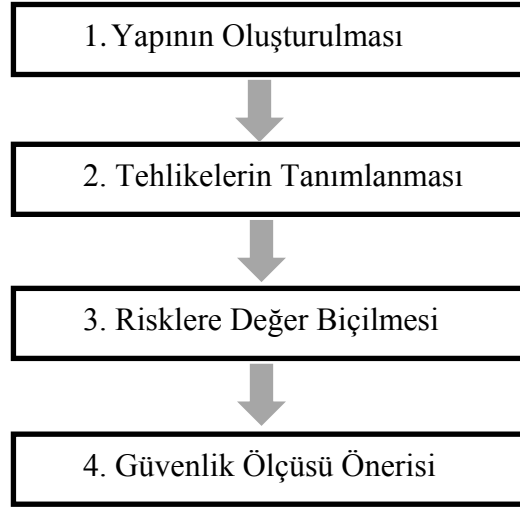 1. Yapının Oluşturulması
2. Tehlikelerin Tanımlanması
3. Risklere Değer Biçilmesi
4. Güvenlik Ölçüsü Önerisi